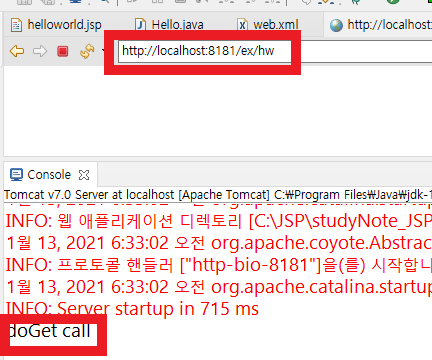 helloworld.jsp Hello.java web.xml http://localhost:
http://localhost:8181/ex/hw
Console
Tomcat v7.0 Server at localhost [Apache Tomcat] C:₩Program Files₩Java₩jdk-
INFO: 웹 애플리케이션 디렉토리 [C:\JSP\studyNote_JSP
1월 13, 2021 6:33:02 오전 org.apache.coyote.Abstrac
INFO: 프로토콜 핸들러 ["http-bio-8181"]을(를) 시작합니
1월 13, 2021 6:33:02 오전 org.apache.catalina.startup
INFO: Server startup in 715 ms
doGet call